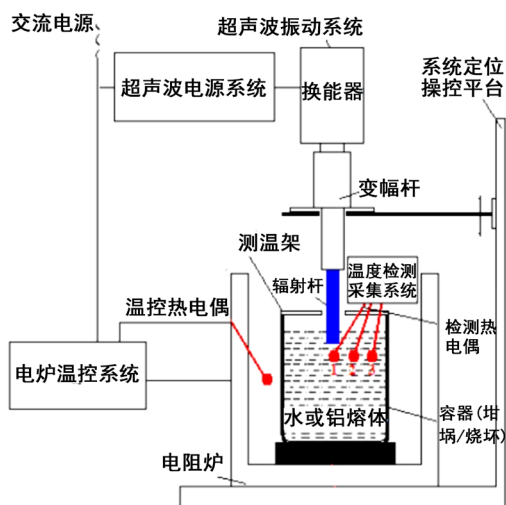 交流电源
超声波振动系统
系统定位
操控平台
超声波电源系统
换能器
变幅杆
测温架
温度检测
采集系统
辐射杆
温控热电偶
检测热
电偶
1 2 3
电炉温控系统
水或铝熔体
容器(坩
埚/烧坏
电阻炉